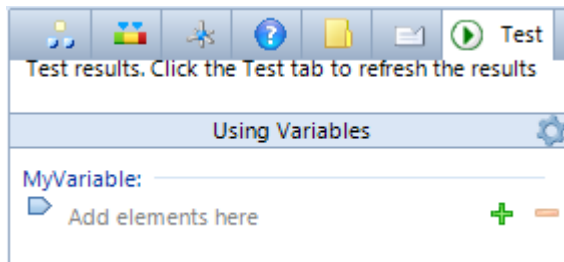 Test
Test results. Click the Test tab to refresh the results
Using Variables
MyVariable:
Add elements here